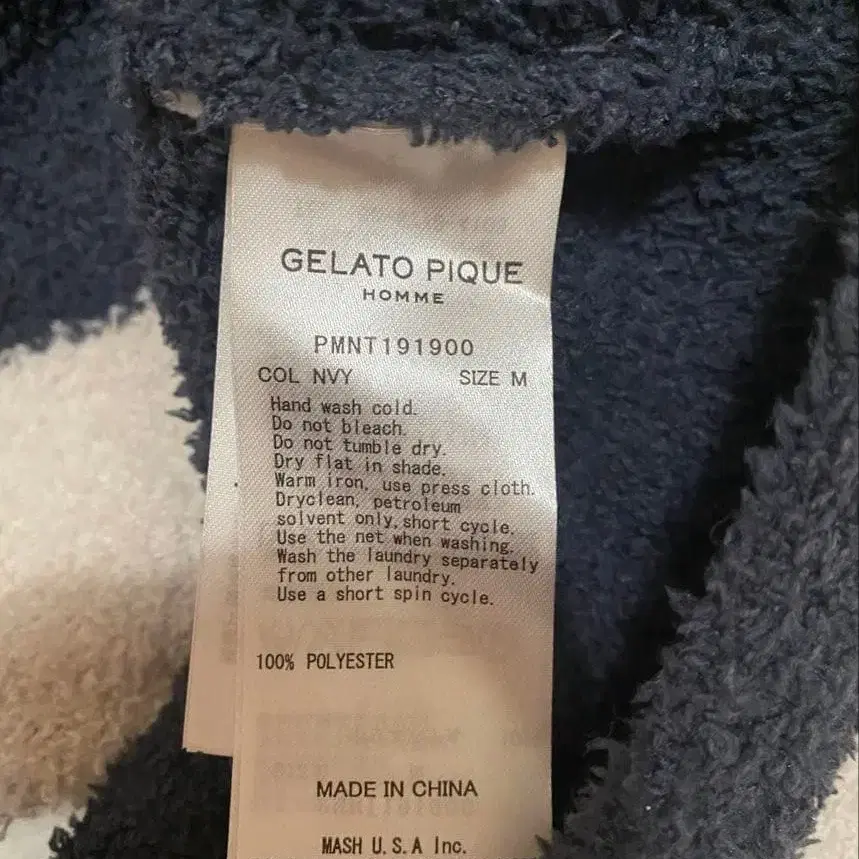 GELATO PIQUE
HOMME
PMNT191900
COL NVY SIZE M
Hand wash cold.
Do not bleach.
Do not tumble dry.
Dry flat in shade.
Warm iron, use press cloth.
Dryclean, petroleum
solvent only, short cycle.
Use the net when washing.
Wash the laundry separately
from other laundry.
Use a short spin cycle.
100% POLYESTER
MADE IN CHINA
MASH U.S.A Inc.